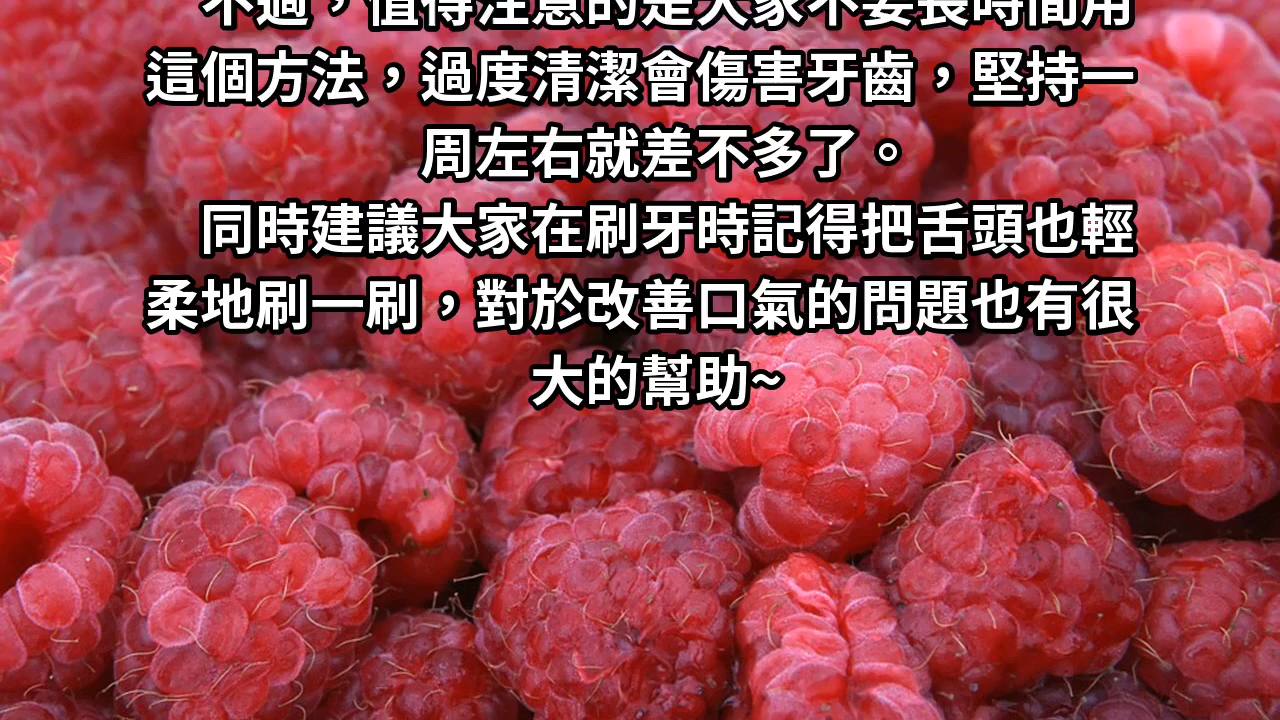 不過，值得注意的是大家不要長時間用
這個方法，過度清潔會傷害牙齒，堅持一
周左右就差不多了。
同時建議大家在刷牙時記得把舌頭也輕
柔地刷一刷，對於改善口氣的問題也有很
大的幫助~